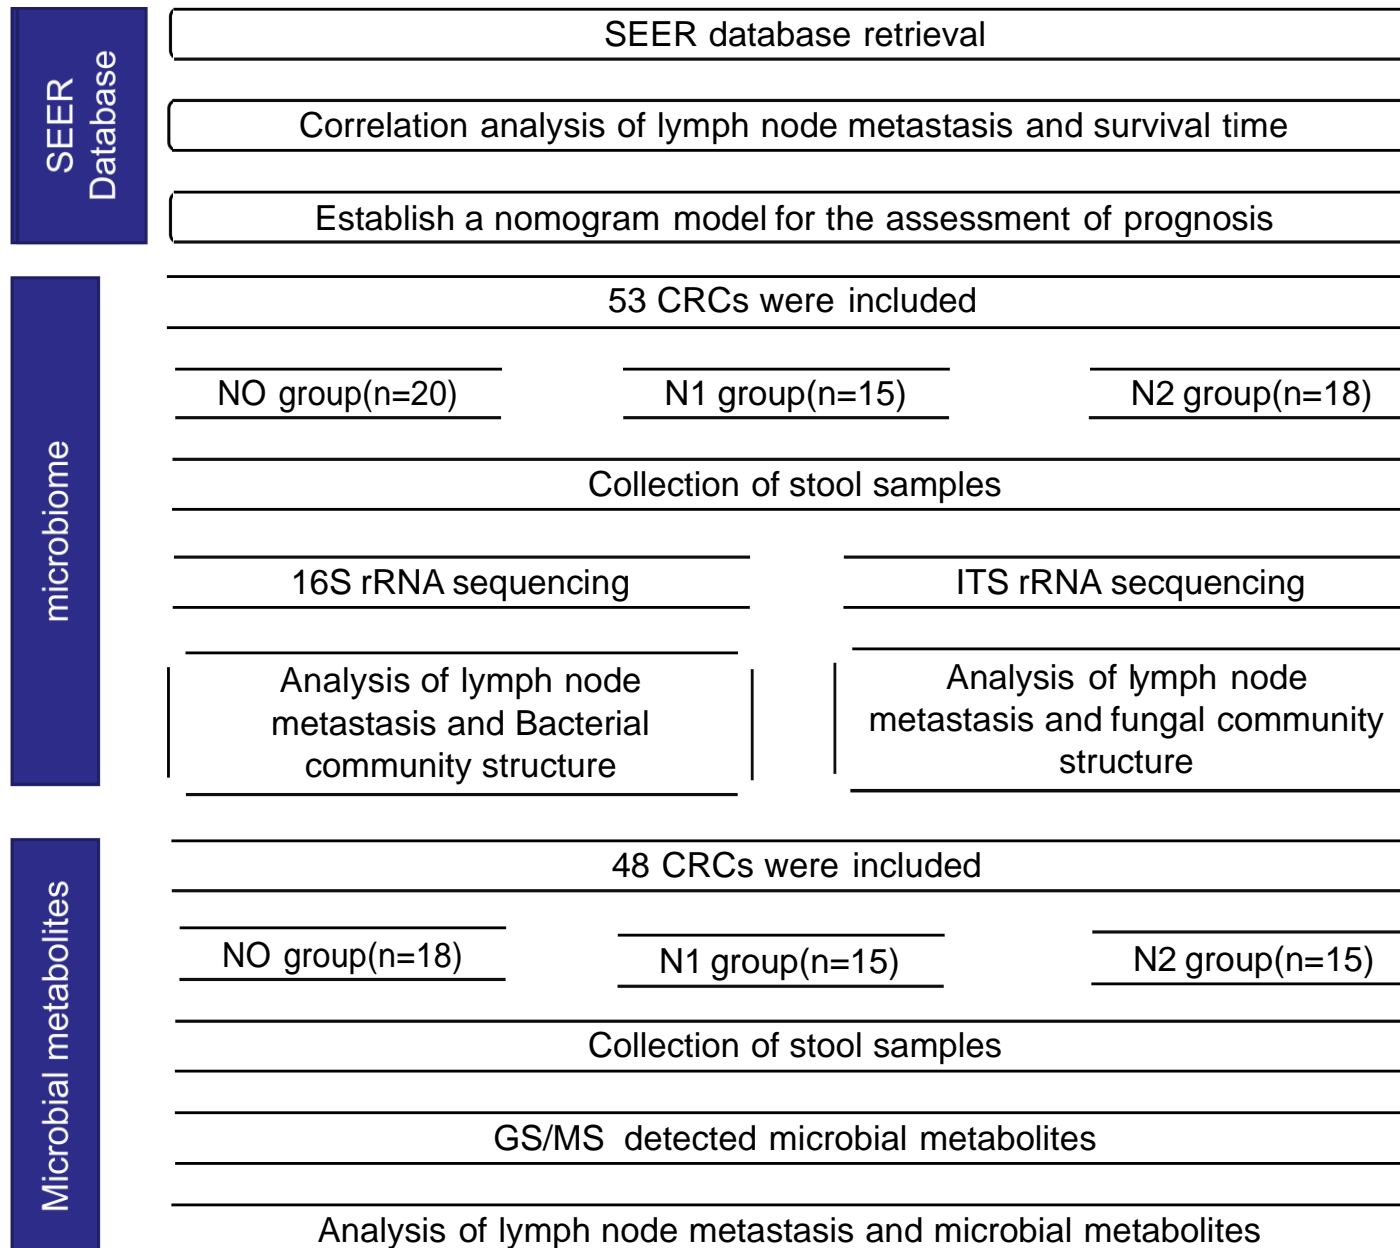 SEER
Database
SEER database retrieval
Correlation analysis of lymph node metastasis and survival time
Establish a nomogram model for the assessment of prognosis
microbiome
53 CRCs were included
NO group(n=20)
N1 group(n=15)
N2 group(n=18)
Collection of stool samples
16S rRNA sequencing
ITS rRNA secquencing
Analysis of lymph node
metastasis and Bacterial
community structure
Analysis of lymph node
metastasis and fungal community
structure
Microbial metabolites
48 CRCs were included
NO group(n=18)
N1 group(n=15)
N2 group(n=15)
Collection of stool samples
GS/MS detected microbial metabolites
Analysis of lymph node metastasis and microbial metabolites